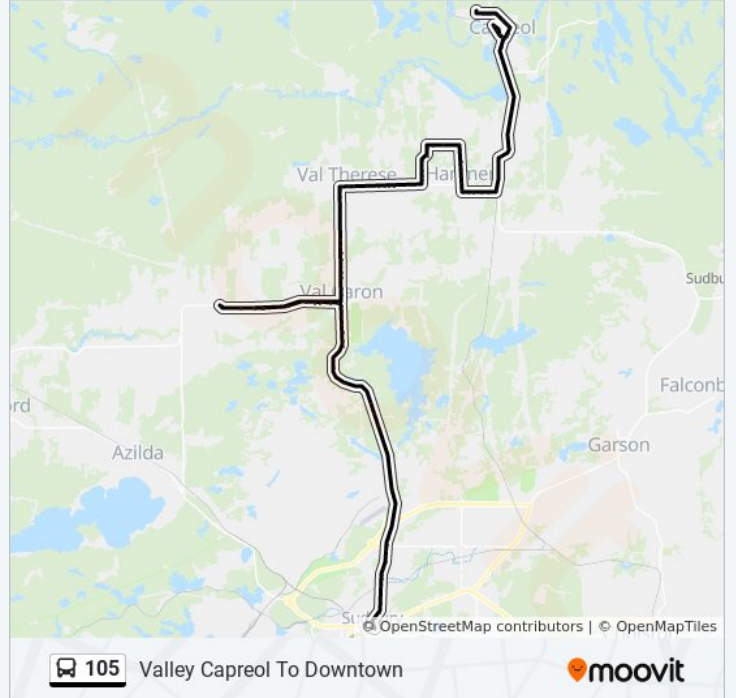 Capreol
Val Therese
Hanmer
Sudbu
Val Caron
Falconb
ord
Garson
Azilda
Sudbury
© OpenStreetMap contributors | © OpenMapTiles
105 Valley Capreol To Downtown
moovit